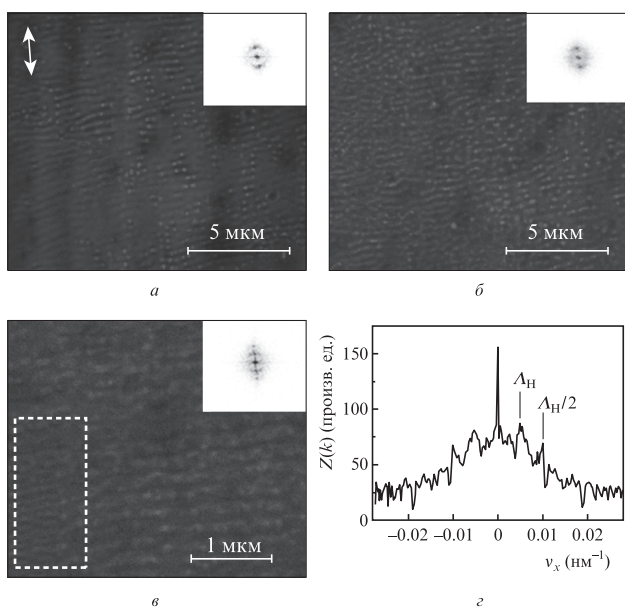 5 мкм
5 мкм
а
б
1 мкм
в
Z(k) (произв. ед.)
150
100
50
0
Λ_H
Λ_H/2
−0.02 −0.01 0 0.01 0.02
ν_x (нм⁻¹)
г